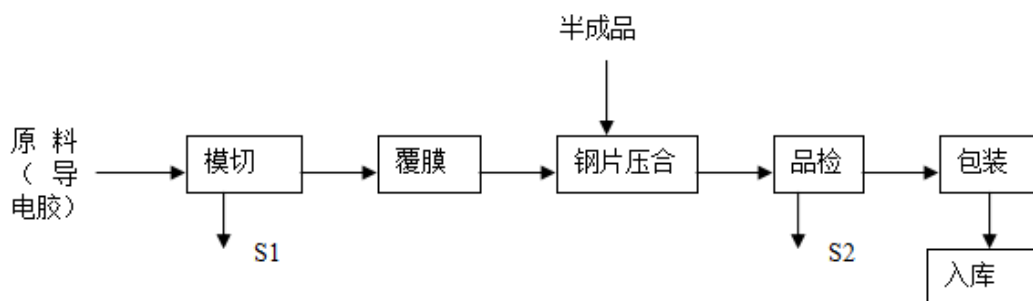 半成品
原 料
（ 导
电胶）
模切
覆膜
钢片压合
品检
包装
S1
S2
入库